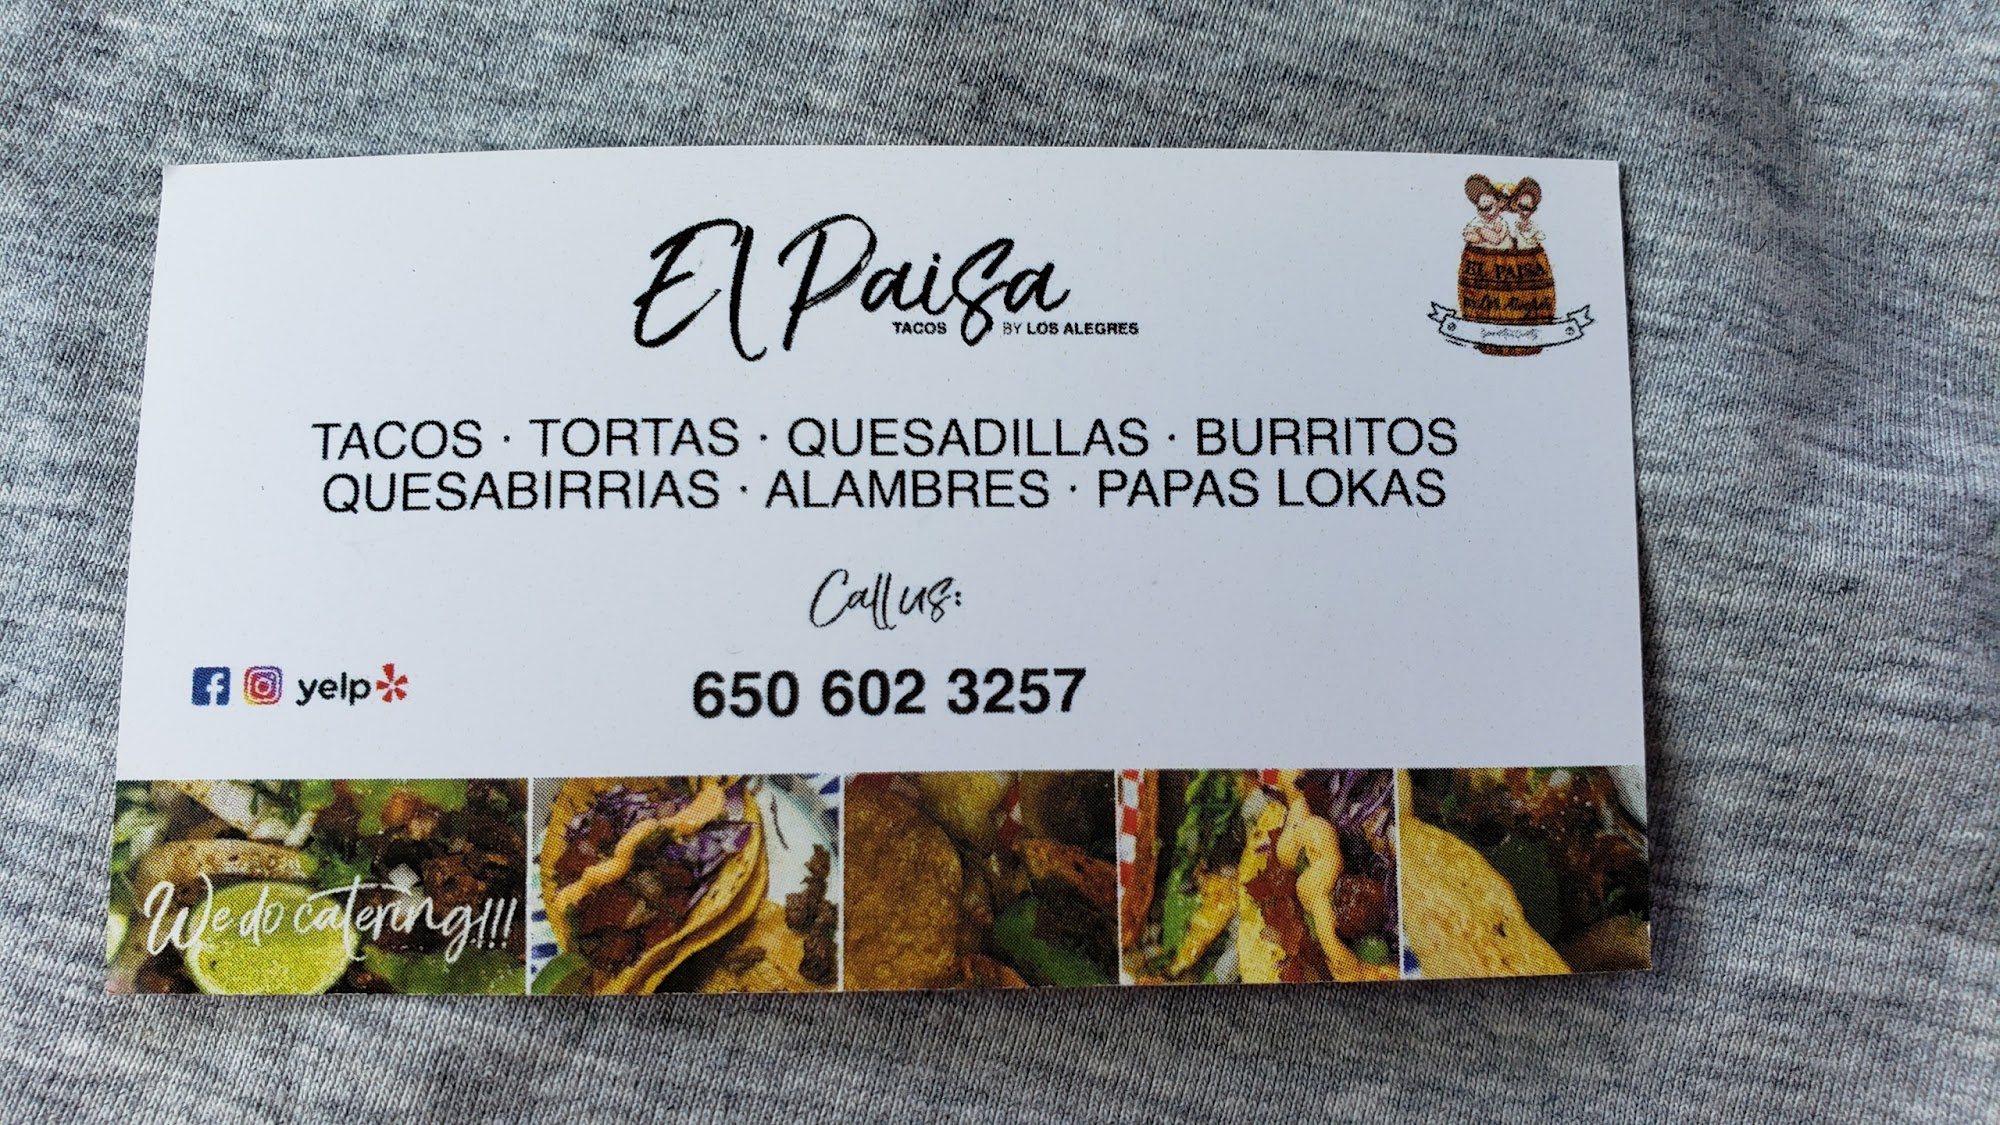 El Paisa
TACOS BY LOS ALEGRES
EL PAISA
TACOS · TORTAS · QUESADILLAS · BURRITOS
QUESABIRRIAS · ALAMBRES · PAPAS LOKAS
Call us:
yelp
650 602 3257
We do catering!!!